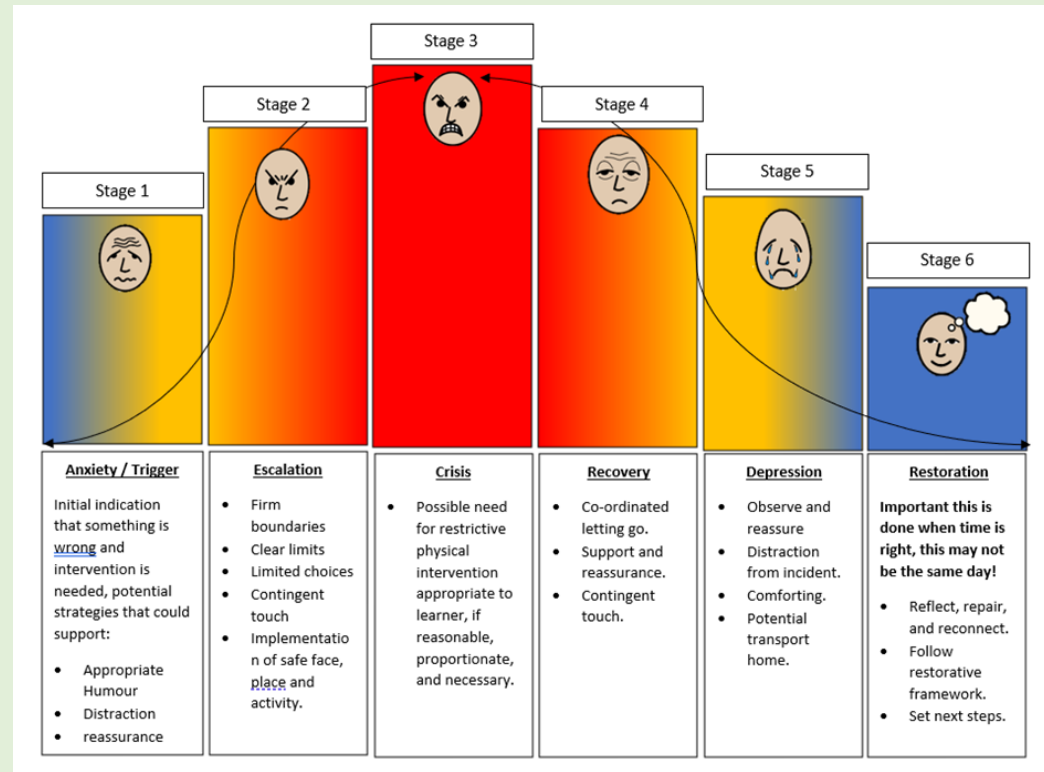 Stage 3
Stage 2
Stage 4
Stage 5
Stage 1
Stage 6
Anxiety / Trigger
Initial indication
that something is
wrong and
intervention is
needed, potential
strategies that could
support:
• Appropriate
Humour
• Distraction
• reassurance
Escalation
• Firm
boundaries
• Clear limits
• Limited choices
• Contingent
touch
• Implementatio
n of safe face,
place and
activity.
Crisis
• Possible need
for restrictive
physical
intervention
appropriate to
learner, if
reasonable,
proportionate,
and necessary.
Recovery
• Co-ordinated
letting go.
• Support and
reassurance.
• Contingent
touch.
Depression
• Observe and
reassure
• Distraction
from incident.
• Comforting.
• Potential
transport
home.
Restoration
Important this is
done when time is
right, this may not
be the same day!
• Reflect, repair,
and reconnect.
• Follow
restorative
framework.
• Set next steps.